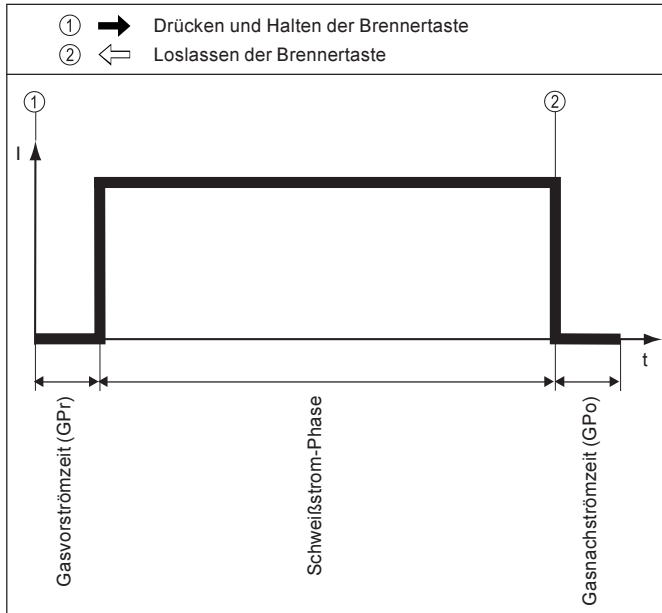 ① Drücken und Halten der Brennertaste
② Loslassen der Brennertaste
① ②
I
t
Gasvorströmzeit (GPr)
Schweißstrom-Phase
Gasnachströmzeit (GPo)